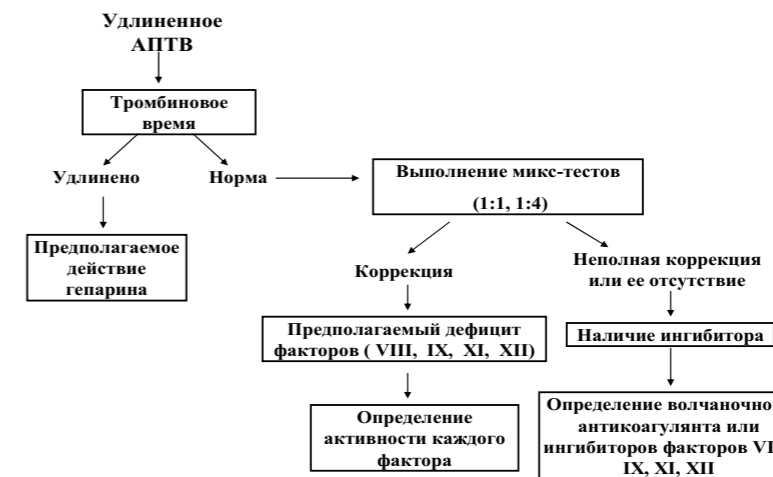 Удлиненное
АПТВ
Тромбиновое
время
Удлинено
Норма
Выполнение микс-тестов
(1:1, 1:4)
Предполагаемое
действие
гепарина
Коррекция
Неполная коррекция
или ее отсутствие
Предполагаемый дефицит
факторов ( VIII, IX, XI, XII)
Наличие ингибитора
Определение
активности каждого
фактора
Определение волчаночно
антикоагулянта или
ингибиторов факторов VI
IX, XI, XII